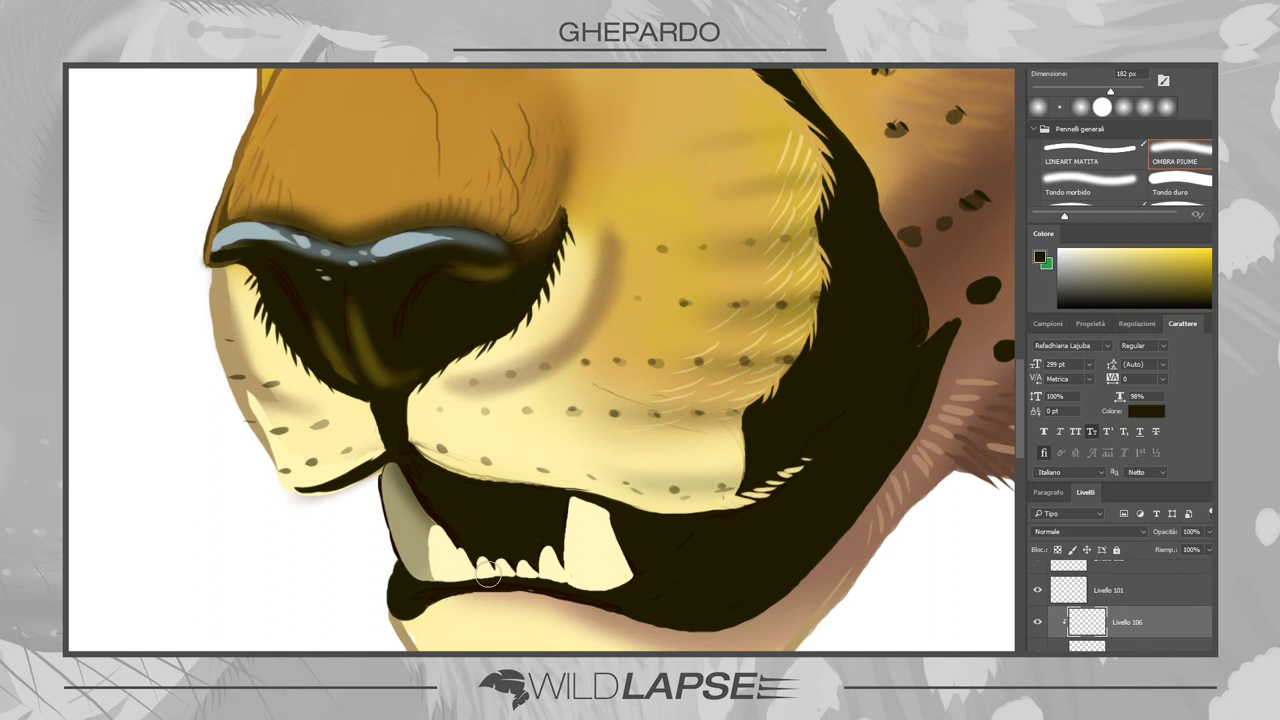 GHEPARDO
Dimensione: 182 px
Pennelli generali
LINEART MATITA OMBRA PIUME
Tondo morbido Tondo duro
Colore
Campioni Proprietà Regolazioni Carattere
Refadhiana Lajuba Regular
299 pt (Auto)
Metrica 0
100% 98%
0 pt Colore:
Italiano Netto
Paragrafo Livelli
Tipo
Normale Opacità: 100%
Bloc.: Riemp.: 100%
Livello 101
Livello 106
WILDLAPSE